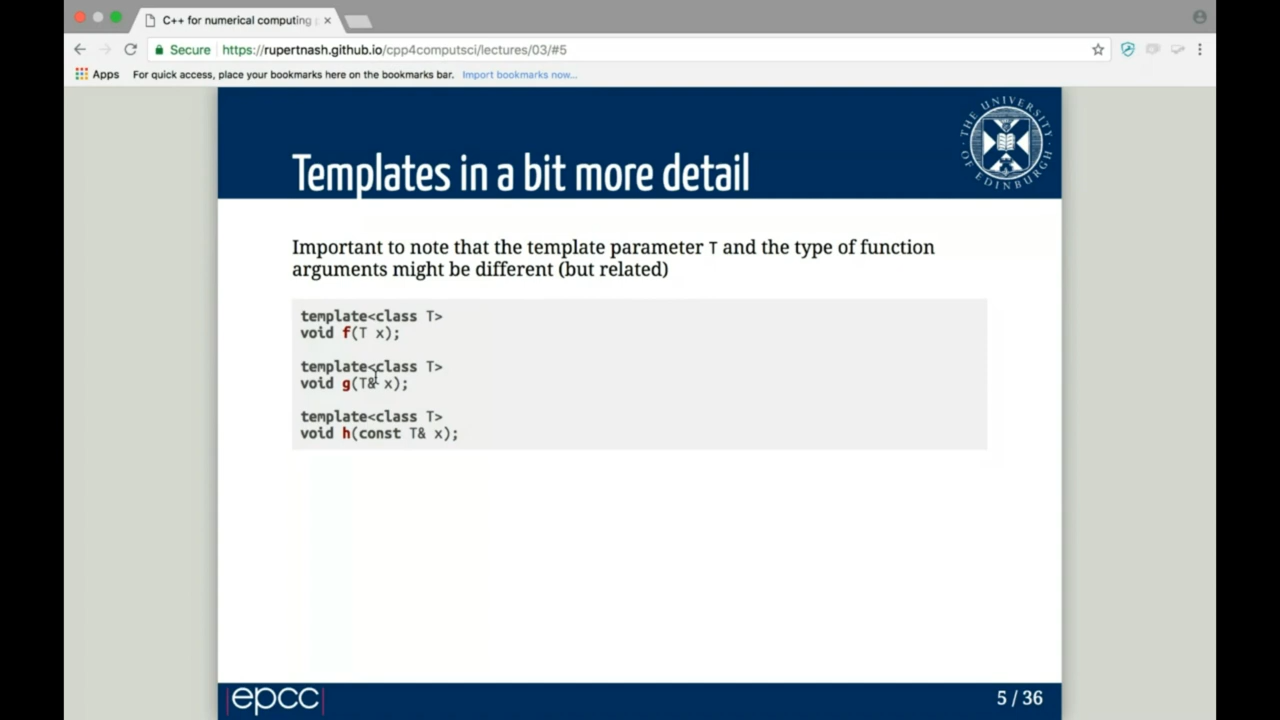 C++ for numerical computing
Secure https://rupertnash.github.io/cpp4computsci/lectures/03/#5
Apps For quick access, place your bookmarks here on the bookmarks bar. Import bookmarks now...
THE UNIVERSITY OF EDINBURGH
Templates in a bit more detail
Important to note that the template parameter T and the type of function
arguments might be different (but related)
template<class T>
void f(T x);
template<class T>
void g(T& x);
template<class T>
void h(const T& x);
epcc
5 / 36